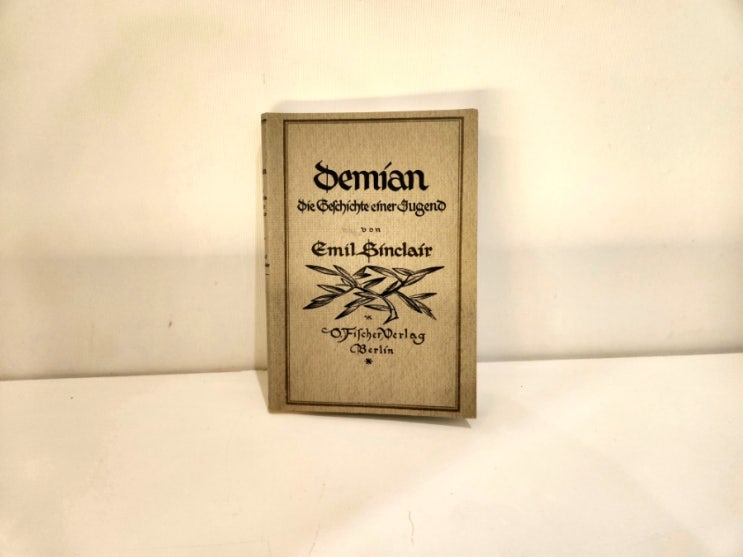 Demian
Die Geschichte einer Jugend
von
Emil Sinclair
S. Fischer Verlag
Berlin